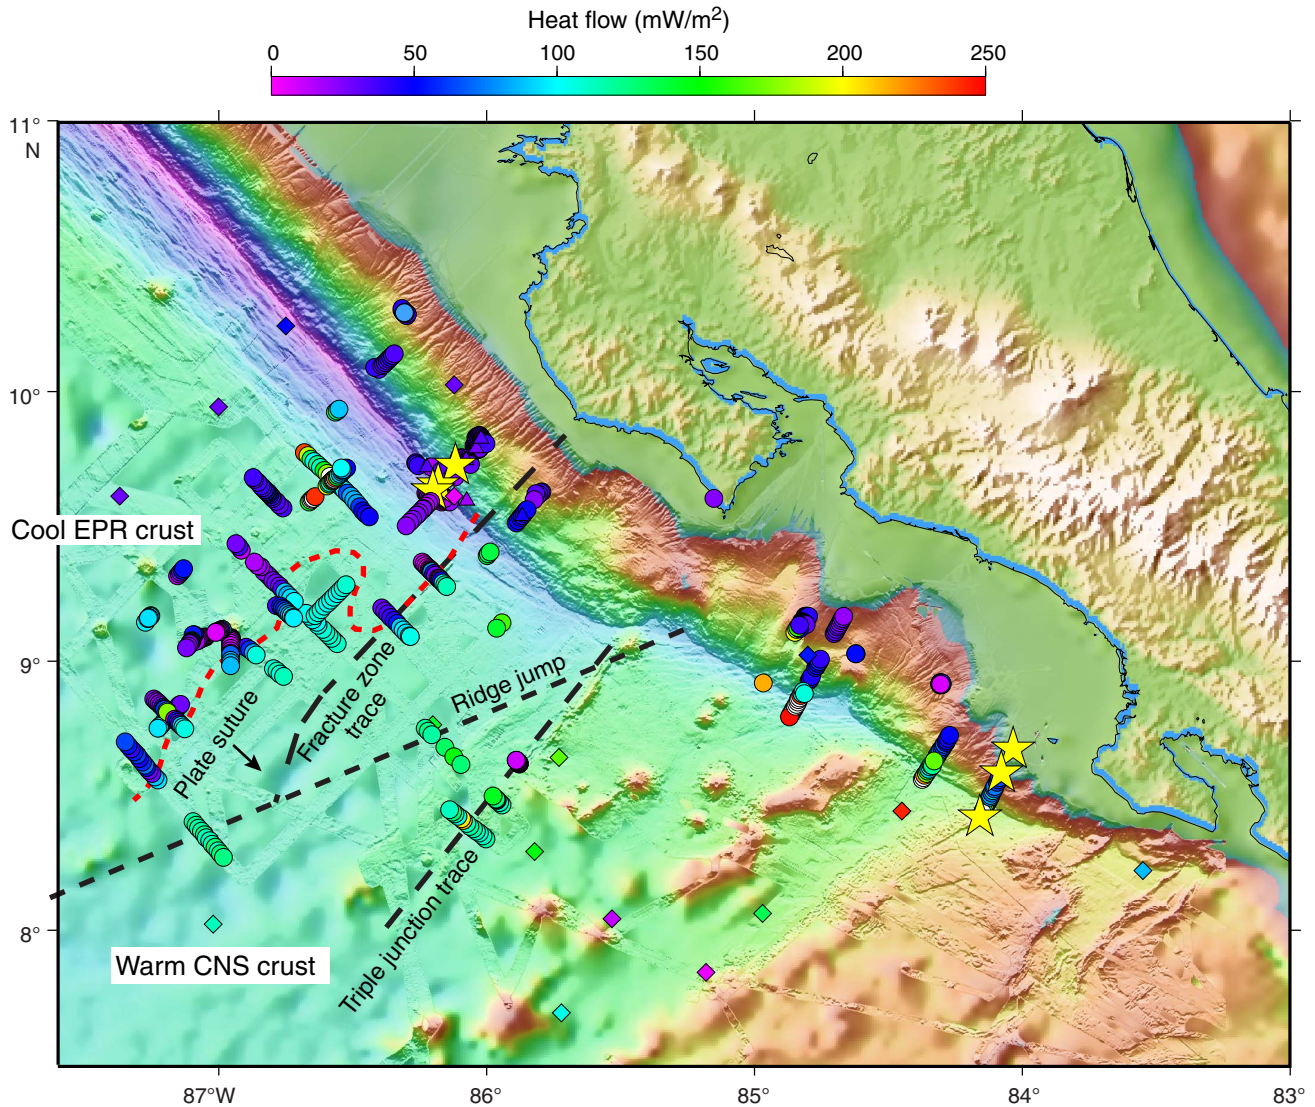 Heat flow (mW/m²)
0 50 100 150 200 250
11°
N
10°
Cool EPR crust
9°
Fracture zone
trace
Plate suture
Ridge jump
Triple junction trace
8°
Warm CNS crust
87°W 86° 85° 84° 83°